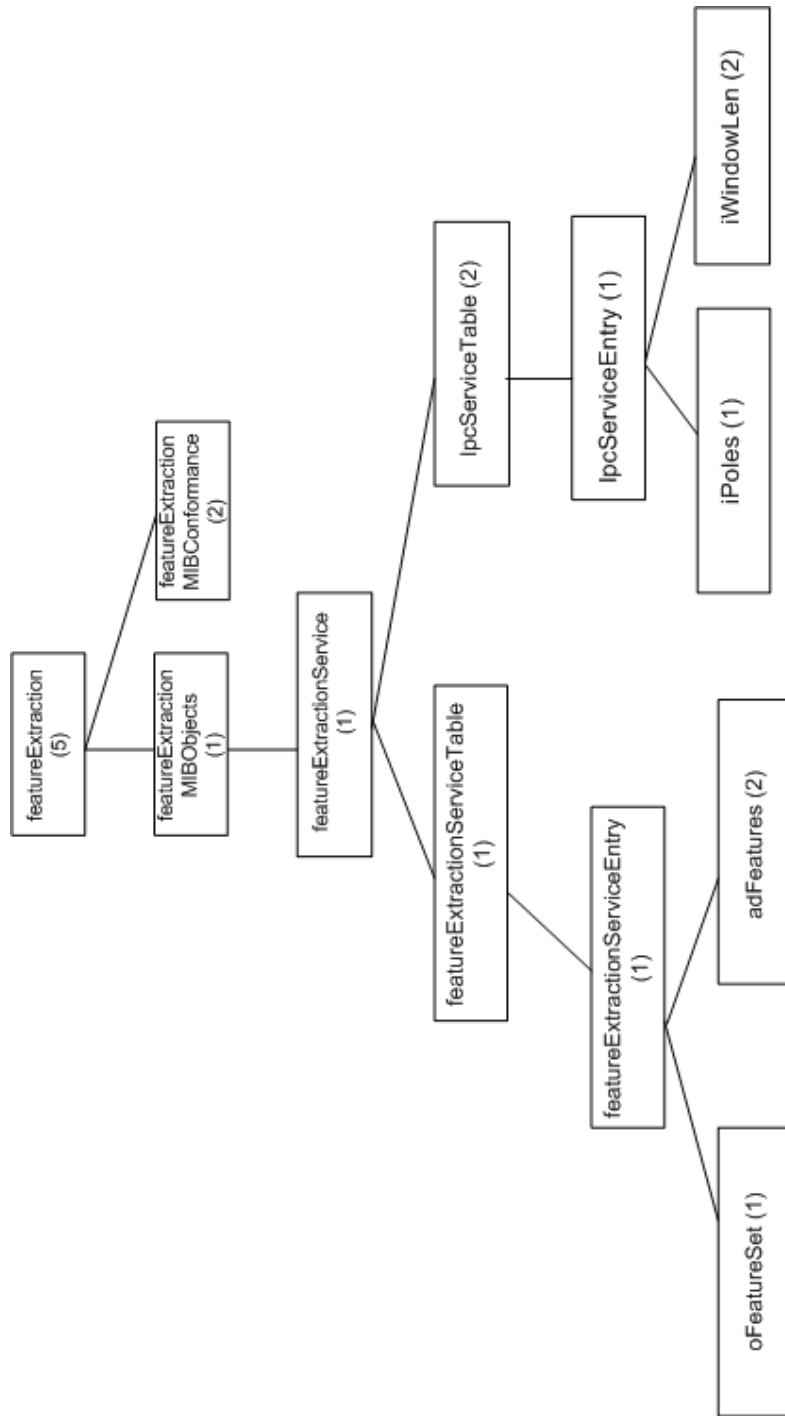 featureExtraction
(5)
featureExtraction
MIBObjects
(1)
featureExtraction
MIBConformance
(2)
featureExtractionService
(1)
featureExtractionServiceTable
(1)
lpcServiceTable (2)
featureExtractionServiceEntry
(1)
lpcServiceEntry (1)
oFeatureSet (1)
adFeatures (2)
iPoles (1)
iWindowLen (2)